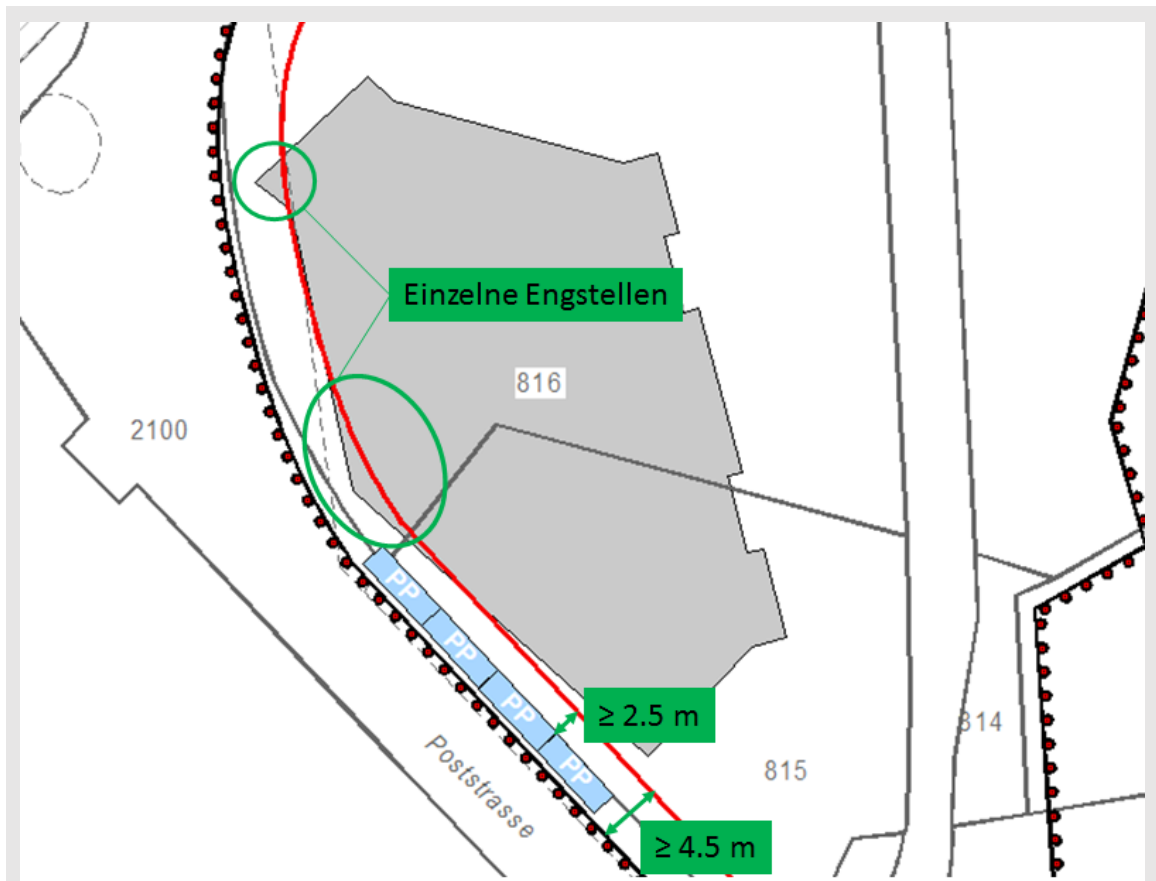 Einzelne Engstellen
816
2100
PP
PP
PP
PP
≥ 2.5 m
814
815
Poststrasse
≥ 4.5 m